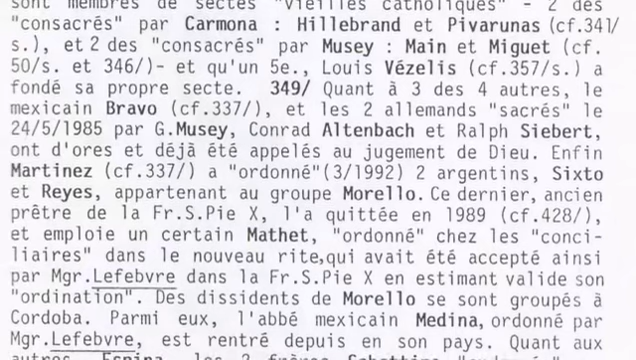 sont membres de sectes "vieilles catholiques" - 2 des
"consacrés" par Carmona : Hillebrand et Pivarunas (cf.341/
s.), et 2 des "consacrés" par Musey : Main et Miguet (cf.
50/s. et 346/)- et qu'un 5e., Louis Vézelis (cf.357/s.) a
fondé sa propre secte. 349/ Quant à 3 des 4 autres, le
mexicain Bravo (cf.337/), et les 2 allemands "sacrés" le
24/5/1985 par G.Musey, Conrad Altenbach et Ralph Siebert,
ont d'ores et déjà été appelés au jugement de Dieu. Enfin
Martinez (cf.337/) a "ordonné"(3/1992) 2 argentins, Sixto
et Reyes, appartenant au groupe Morello. Ce dernier, ancien
prêtre de la Fr.S.Pie X, l'a quittée en 1989 (cf.428/),
et emploie un certain Mathet, "ordonné" chez les "conci-
liaires" dans le nouveau rite,qui avait été accepté ainsi
par Mgr.Lefebvre dans la Fr.S.Pie X en estimant valide son
"ordination". Des dissidents de Morello se sont groupés à
Cordoba. Parmi eux, l'abbé mexicain Medina, ordonné par
Mgr.Lefebvre, est rentré depuis en son pays. Quant aux
autres, Espina, les 2 frères